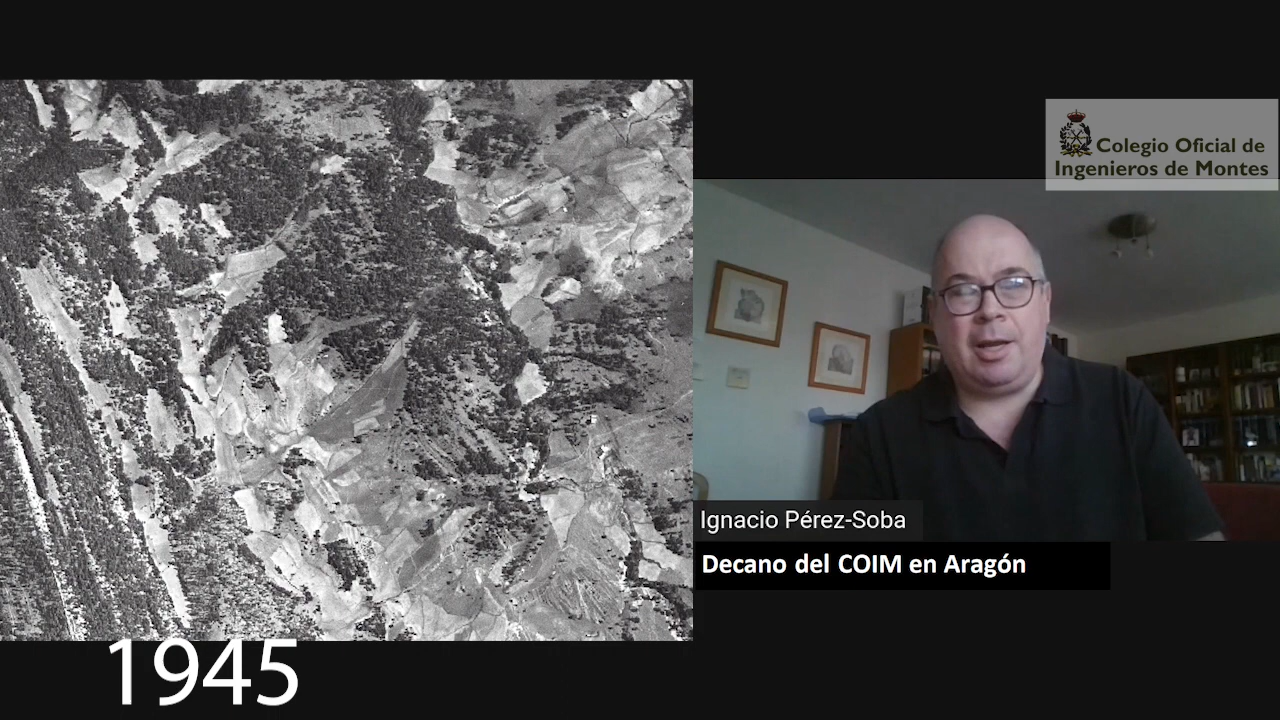 Colegio Oficial de
Ingenieros de Montes
Ignacio Pérez-Soba
Decano del COIM en Aragón
1945